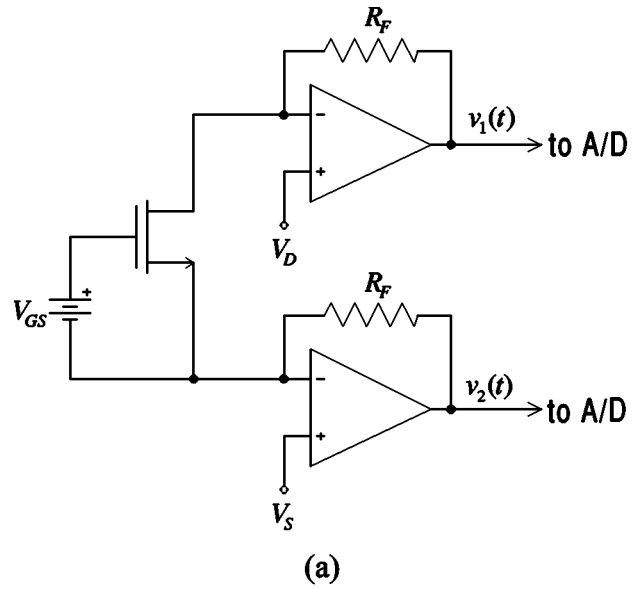 R_F
−
v_1(t)
to A/D
+
V_D
+
V_GS
R_F
−
v_2(t)
to A/D
+
V_S
(a)